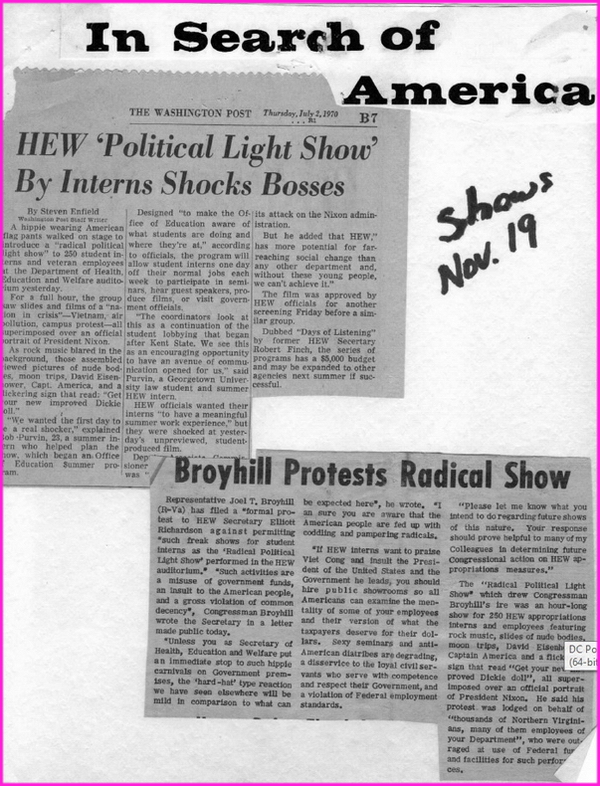 In Search of
America
THE WASHINGTON POST Thursday, July 2, 1970
B7
HEW 'Political Light Show'
By Interns Shocks Bosses
By Steven Enfield
Washington Post Staff Writer
A hippie wearing American
flag pants walked on stage to
introduce a "radical political
light show" to 250 student in-
terns and veteran employees
at the Department of Health,
Education and Welfare audito-
rium yesterday.
For a full hour, the group
saw slides and films of a "na-
tion in crisis"—Vietnam, air
pollution, campus protest—all
superimposed over an official
portrait of President Nixon.
As rock music blared in the
background, those assembled
viewed pictures of nude bod-
ies, moon trips, David Eisen-
hower, Capt. America, and a
flickering sign that read: "Get
your new improved Dickie
doll."
"We wanted the first day to
be a real shocker," explained
Bob Purvin, 23, a summer in-
tern who helped plan the
show, which began an Office
of Education Summer pro-
gram.
Designed "to make the Of-
fice of Education aware of
what students are doing and
where they're at," according
to officials, the program will
allow student interns one day
off their normal jobs each
week to participate in semi-
nars, hear guest speakers, pro-
duce films, or visit govern-
ment officials.
"The coordinators look at
this as a continuation of the
student lobbying that began
after Kent State. We see this
as an encouraging opportunity
to have an avenue of commu-
nication opened for us," said
Purvin, a Georgetown Univer-
sity law student and summer
HEW intern.
HEW officials wanted their
interns "to have a meaningful
summer work experience," but
they were shocked at yester-
day's unpreviewed, student-
produced film.
sioner
was "
its attack on the Nixon admin-
istration.
But he added that HEW,"
has more potential for far-
reaching social change than
any other department and,
without these young people,
we can't achieve it."
The film was approved by
HEW officials for another
screening Friday before a sim-
ilar group.
Dubbed "Days of Listening"
by former HEW Secertary
Robert Finch, the series of
programs has a $5,000 budget
and may be expanded to other
agencies next summer if suc-
cessful.
Shows
Nov. 19
Broyhill Protests Radical Show
Representative Joel T. Broyhill
(R-Va) has filed a "formal pro-
test to HEW Secretary Elliott
Richardson against permitting
"such freak shows for student
interns as the 'Radical Political
Light Show' performed in the HEW
auditorium." "Such activities are
a misuse of government funds,
an insult to the American people,
and a gross violation of common
decency", Congressman Broyhill
wrote the Secretary in a letter
made public today.
"Unless you as Secretary of
Health, Education and Welfare put
an immediate stop to such hippie
carnivals on Government prem-
ises, the 'hard-hat' type reaction
we have seen elsewhere will be
mild in comparison to what can
be expected here", he wrote. "I
an sure you are aware that the
American people are fed up with
coddling and pampering radicals.
"If HEW interns want to praise
Viet Cong and insult the Presi-
dent of the United States and the
Government he leads, you should
hire public showrooms so all
Americans can examine the men-
tality of some of your employees
and their version of what the
taxpayers deserve for their dol-
lars. Sexy seminars and anti-
American diatribes are degrading,
a disservice to the loyal civil ser-
vants who serve with competence
and respect their Government, and
a violation of Federal employment
standards.
"Please let me know what you
intend to do regarding future shows
of this nature. Your response
should prove helpful to many of my
Colleagues in determining future
Congressional action on HEW ap-
propriations measures."
The "Radical Political Light
Show" which drew Congressman
Broyhill's ire was an hour-long
show for 250 HEW appropriations
interns and employees featuring
rock music, slides of nude bodies,
moon trips, David Eisenh
Captain America and a flick
sign that read "Get your new
proved Dickie doll", all super-
imposed over an official portrait
of President Nixon. He said his
protest was lodged on behalf of
"thousands of Northern Virgini-
ans, many of them employees of
your Department", who were out-
raged at use of Federal fun
and facilities for such perfor
ces.
DC Po
(64-bit